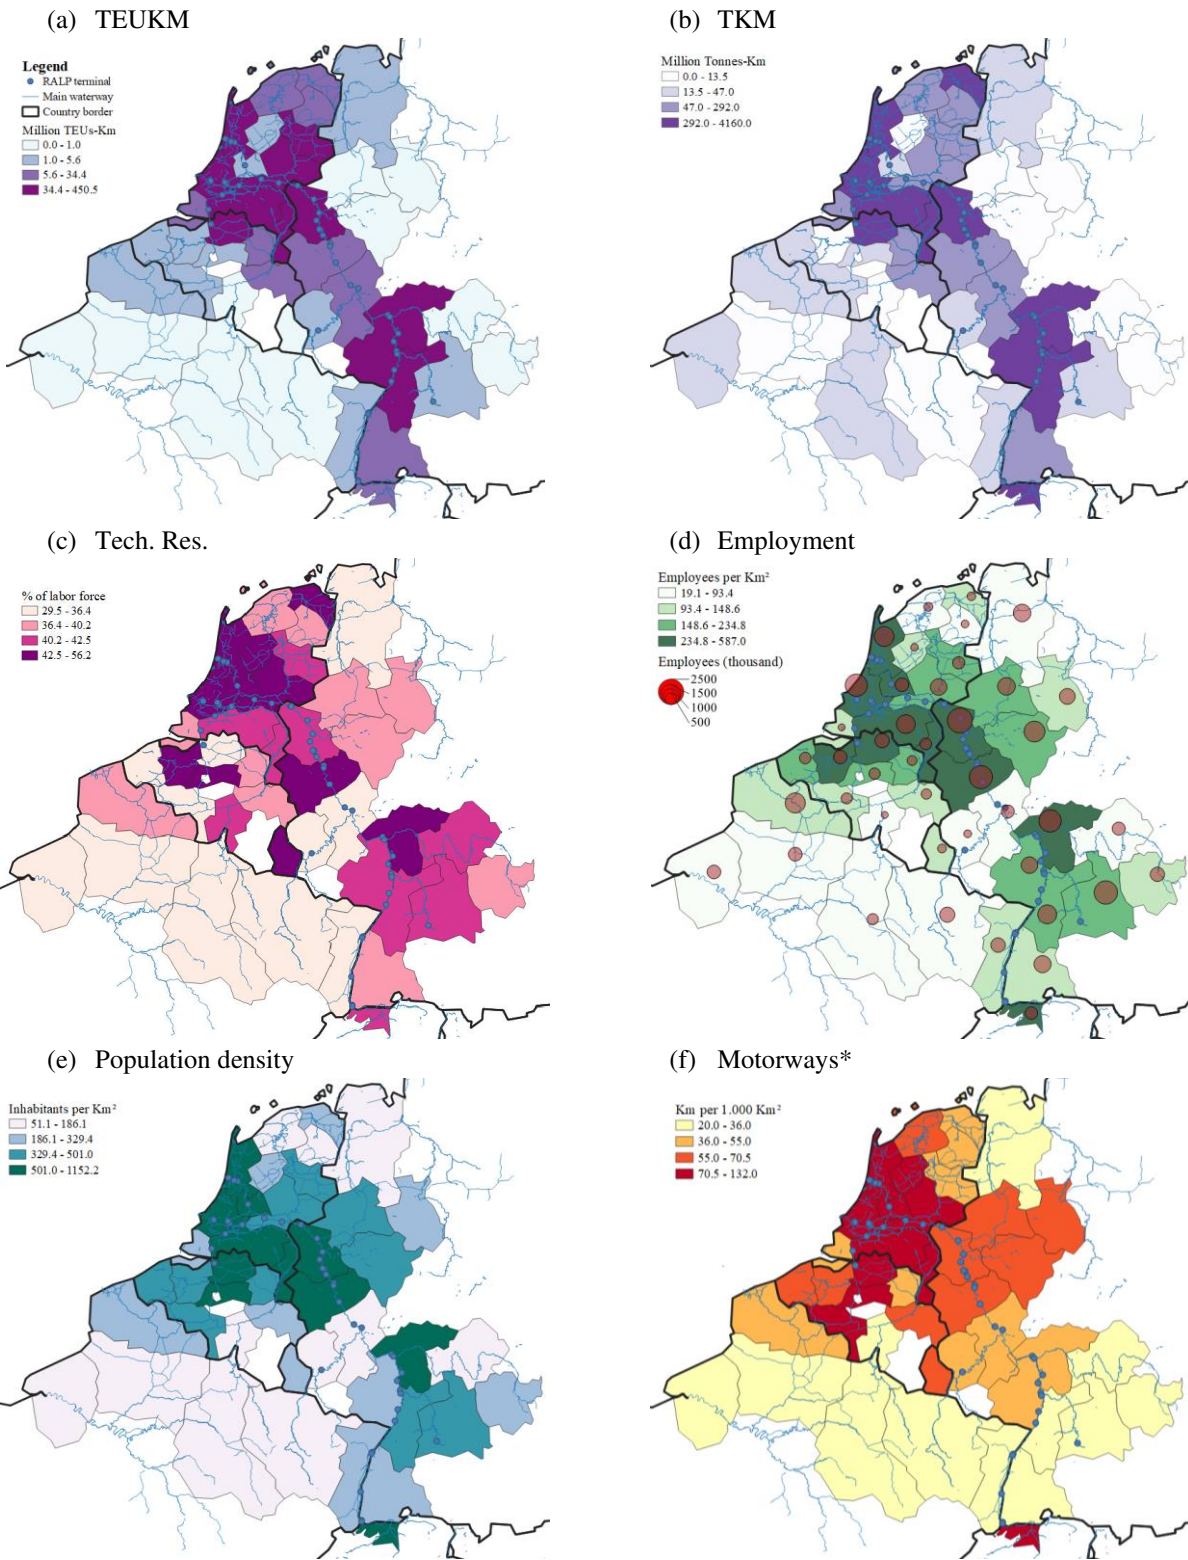 (a) TEUKM
(b) TKM
Legend
RALP terminal
Main waterway
Country border
Million TEUs-Km
0.0 - 1.0
1.0 - 5.6
5.6 - 34.4
34.4 - 450.5
Million Tonnes-Km
0.0 - 13.5
13.5 - 47.0
47.0 - 292.0
292.0 - 4160.0
(c) Tech. Res.
(d) Employment
% of labor force
29.5 - 36.4
36.4 - 40.2
40.2 - 42.5
42.5 - 56.2
Employees per Km²
19.1 - 93.4
93.4 - 148.6
148.6 - 234.8
234.8 - 587.0
Employees (thousand)
2500
1500
1000
500
(e) Population density
(f) Motorways*
Inhabitants per Km²
51.1 - 186.1
186.1 - 329.4
329.4 - 501.0
501.0 - 1152.2
Km per 1.000 Km²
20.0 - 36.0
36.0 - 55.0
55.0 - 70.5
70.5 - 132.0